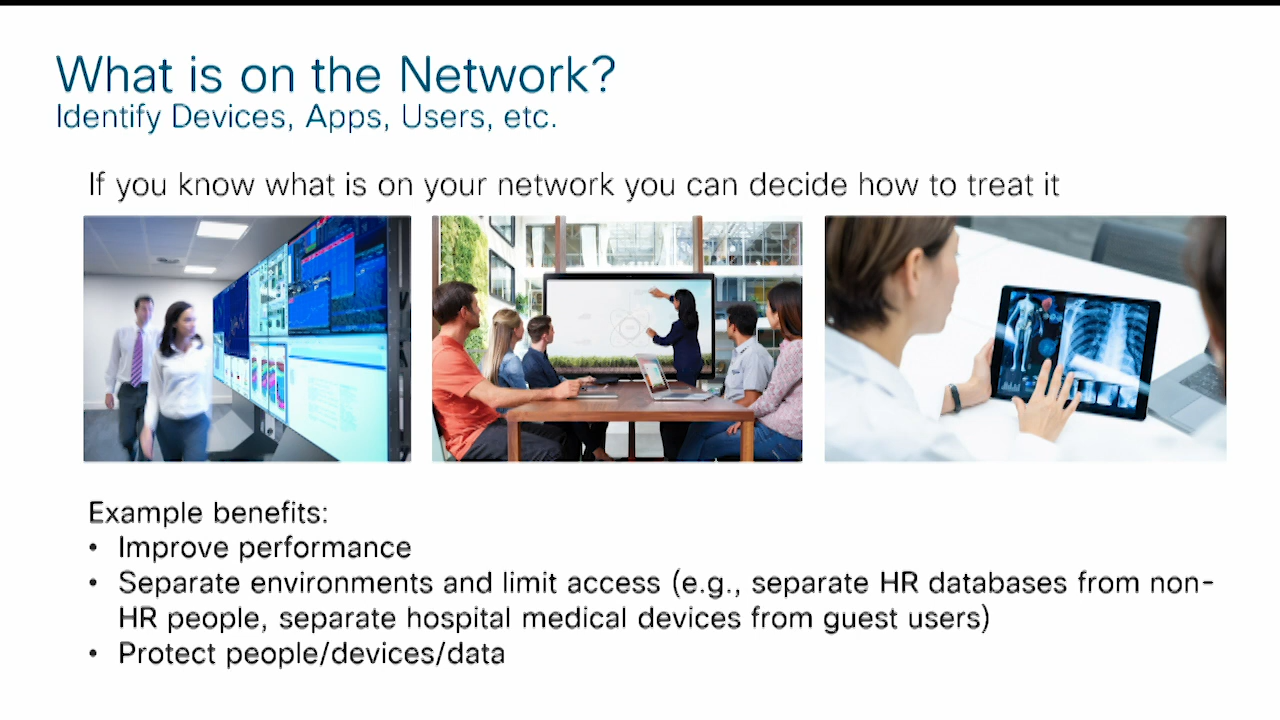 What is on the Network?
Identify Devices, Apps, Users, etc.
If you know what is on your network you can decide how to treat it
Example benefits:
• Improve performance
• Separate environments and limit access (e.g., separate HR databases from non-
HR people, separate hospital medical devices from guest users)
• Protect people/devices/data